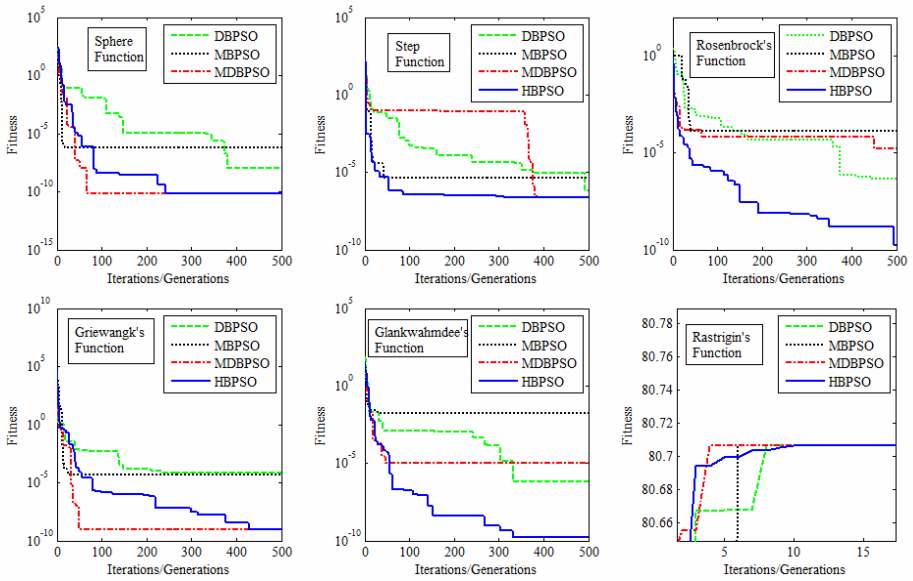 10^5
10^0
10^-5
10^-10
10^-15
Fitness
0 100 200 300 400 500
Iterations/Generations
Sphere
Function
DBPSO
MBPSO
MDBPSO
10^5
10^0
10^-5
10^-10
Fitness
0 100 200 300 400 500
Iterations/Generations
Step
Function
DBPSO
MBPSO
MDBPSO
HBPSO
10^0
10^-5
10^-10
Fitness
0 100 200 300 400 500
Iterations/Generations
Rosenbrock's
Function
DBPSO
MBPSO
MDBPSO
HBPSO
10^10
10^5
10^0
10^-5
10^-10
Fitness
0 100 200 300 400 500
Iterations/Generations
Griewangk's
Function
DBPSO
MBPSO
MDBPSO
HBPSO
10^5
10^0
10^-5
10^-10
Fitness
0 100 200 300 400 500
Iterations/Generations
Glankwahmdee's
Function
DBPSO
MBPSO
MDBPSO
HBPSO
80.78
80.76
80.74
80.72
80.7
80.68
80.66
Fitness
5 10 15
Iterations/Generations
Rastrigin's
Function
DBPSO
MBPSO
MDBPSO
HBPSO